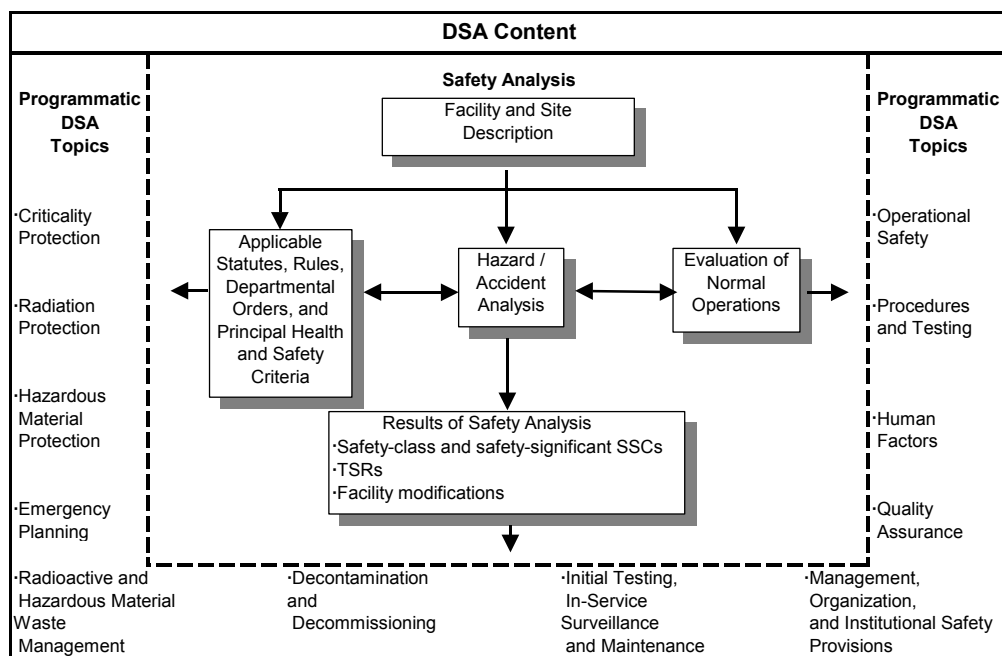 DSA Content
Programmatic
DSA
Topics
·Criticality
Protection
·Radiation
Protection
·Hazardous
Material
Protection
·Emergency
Planning
Safety Analysis
Facility and Site
Description
Applicable
Statutes, Rules,
Departmental
Orders, and
Principal Health
and Safety
Criteria
Hazard /
Accident
Analysis
Evaluation of
Normal
Operations
Results of Safety Analysis
·Safety-class and safety-significant SSCs
·TSRs
·Facility modifications
Programmatic
DSA
Topics
·Operational
Safety
·Procedures
and Testing
·Human
Factors
·Quality
Assurance
·Radioactive and
Hazardous Material
Waste
Management
·Decontamination
and
Decommissioning
·Initial Testing,
In-Service
Surveillance
and Maintenance
·Management,
Organization,
and Institutional Safety
Provisions